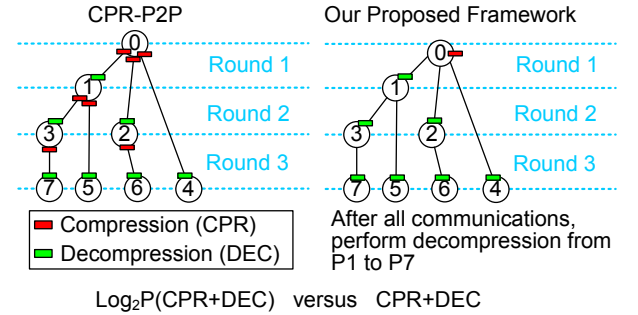 CPR-P2P
Our Proposed Framework
0
0
Round 1
Round 1
1
1
Round 2
Round 2
3
2
3
2
Round 3
Round 3
7
5
6
4
7
5
6
4
Compression (CPR)
Decompression (DEC)
After all communications,
perform decompression from
P1 to P7
Log₂P(CPR+DEC) versus CPR+DEC